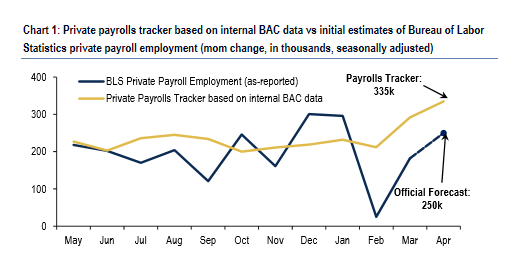 Chart 1: Private payrolls tracker based on internal BAC data vs initial estimates of Bureau of Labor
Statistics private payroll employment (mom change, in thousands, seasonally adjusted)
400
300
200
100
0
BLS Private Payroll Employment (as-reported)
Private Payrolls Tracker based on internal BAC data
Payrolls Tracker:
335k
Official Forecast:
250k
May Jun Jul Aug Sep Oct Nov Dec Jan Feb Mar Apr